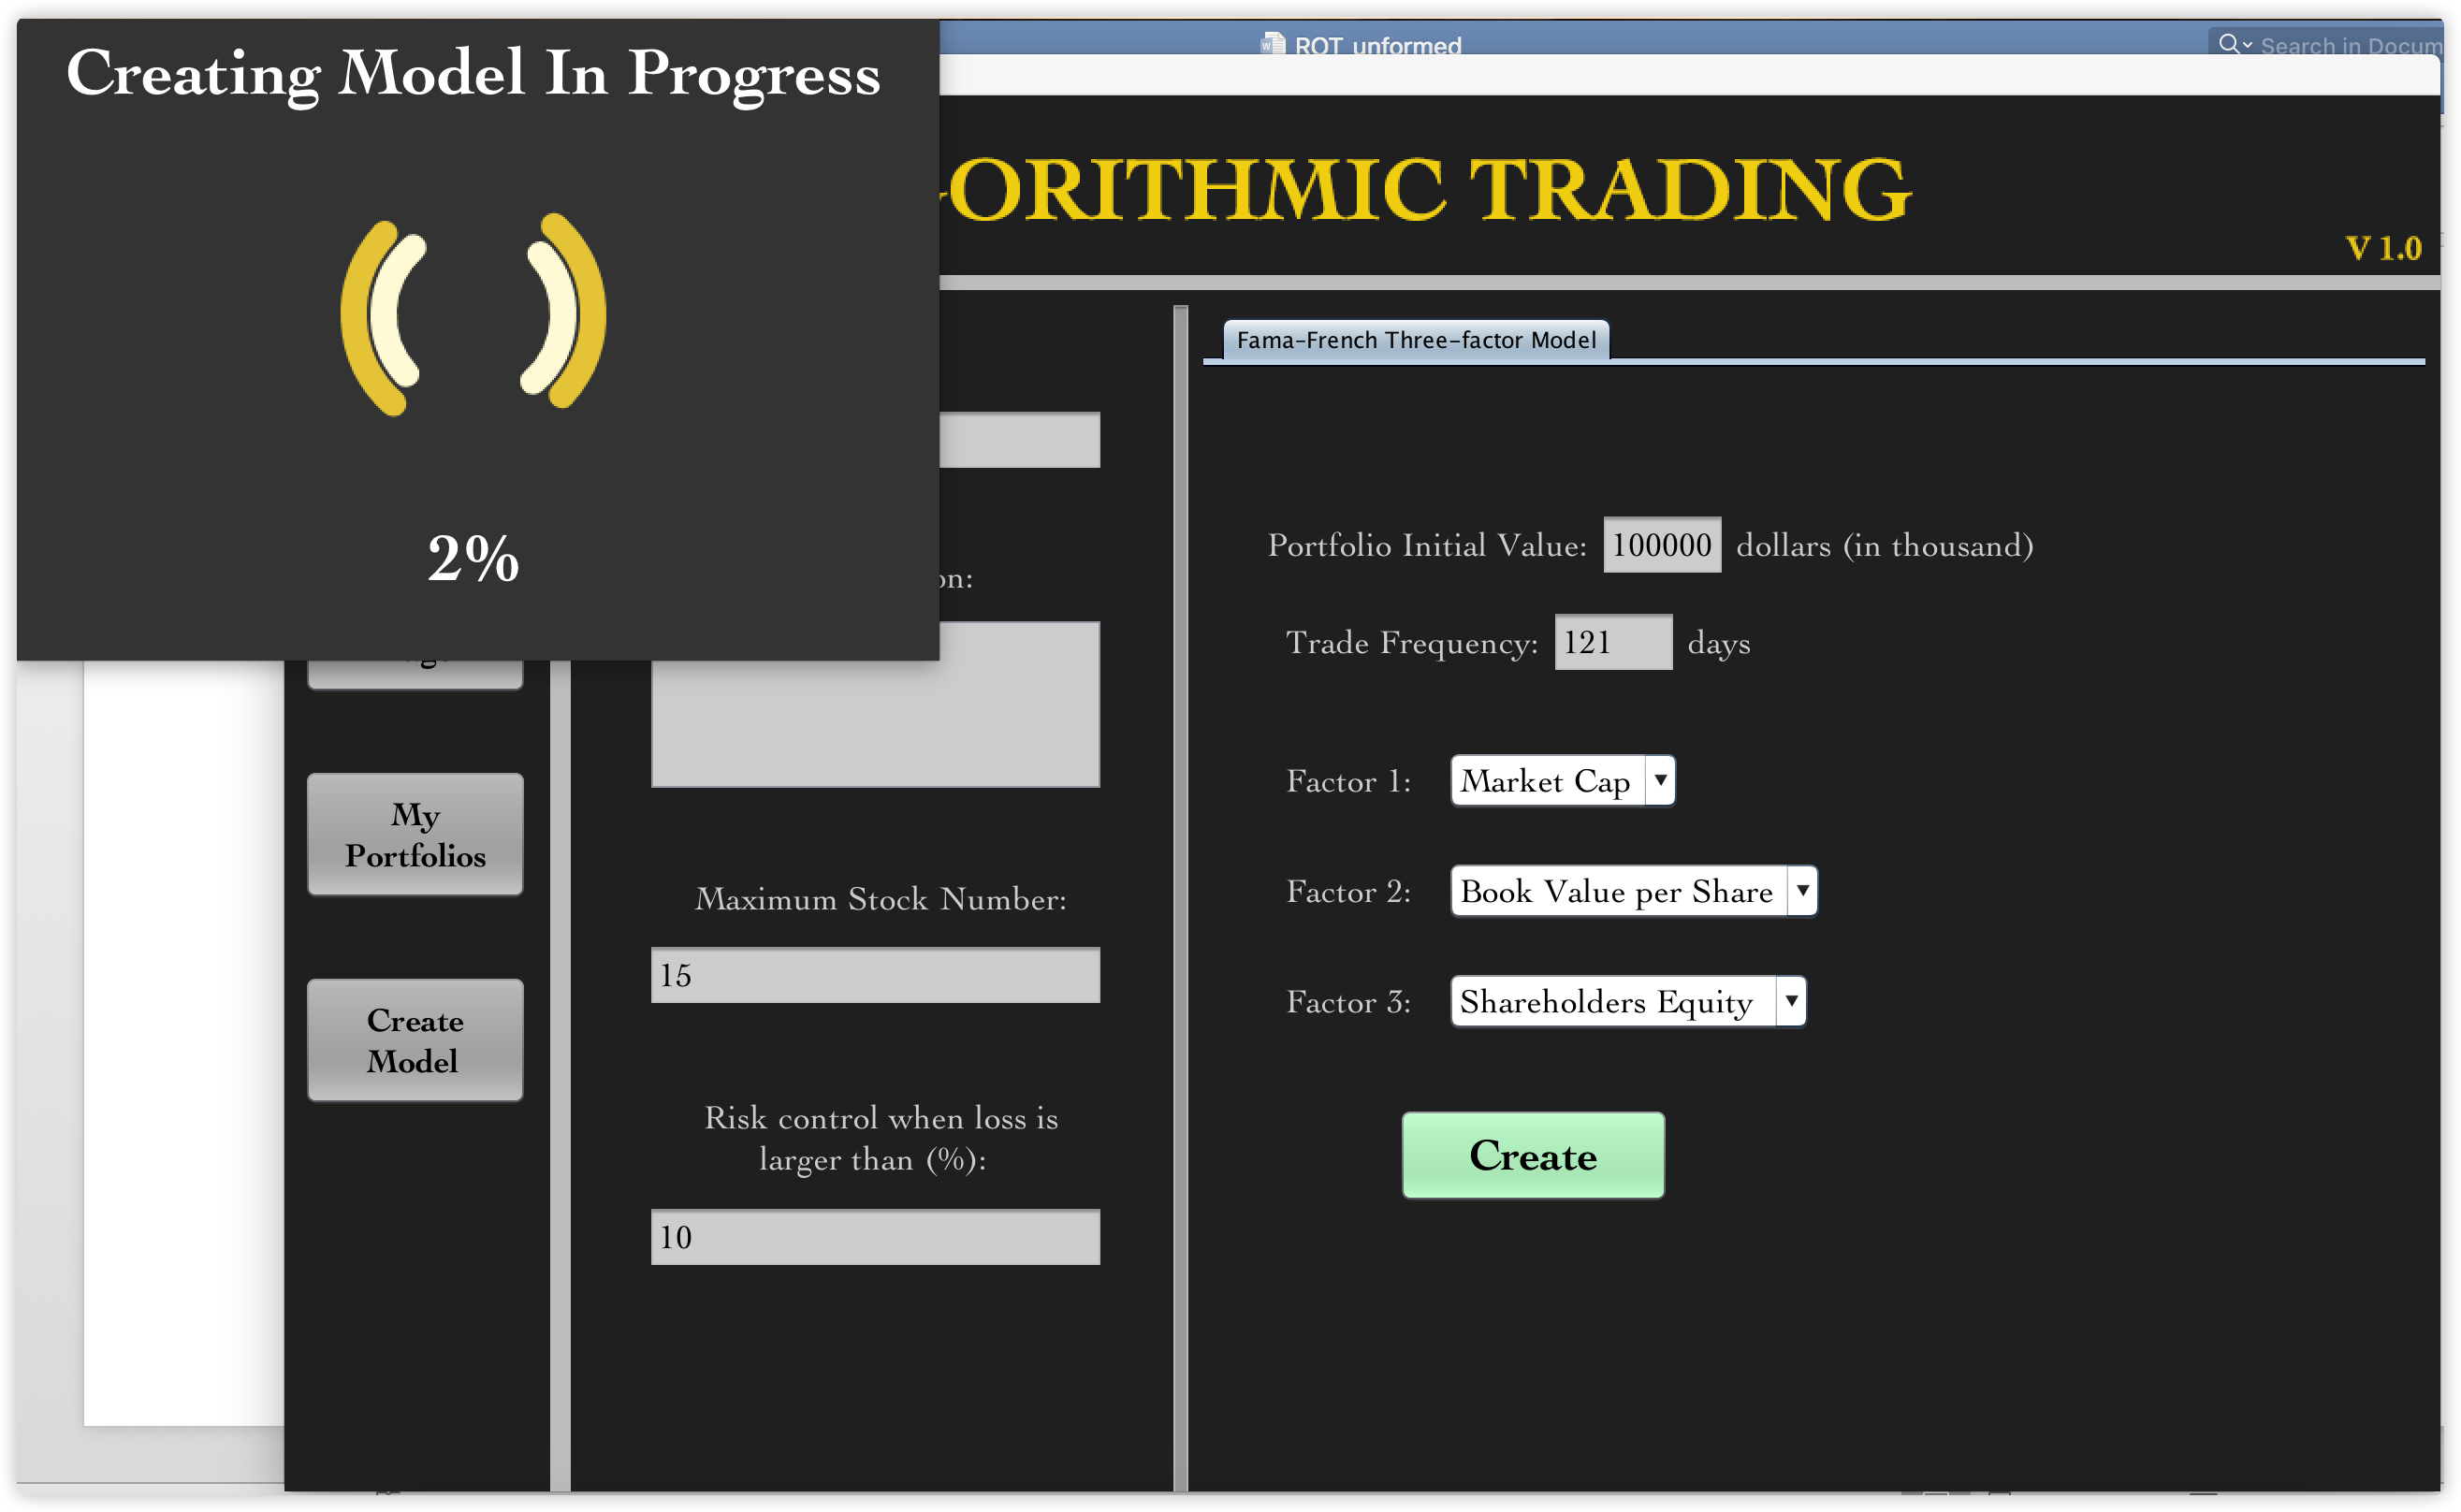 Creating Model In Progress
2%
ROT unformed
Search in Docum
GORITHMIC TRADING
V 1.0
My
Portfolios
Create
Model
on:
Maximum Stock Number:
15
Risk control when loss is
larger than (%):
10
Fama-French Three-factor Model
Portfolio Initial Value: 100000 dollars (in thousand)
Trade Frequency: 121 days
Factor 1: Market Cap
Factor 2: Book Value per Share
Factor 3: Shareholders Equity
Create